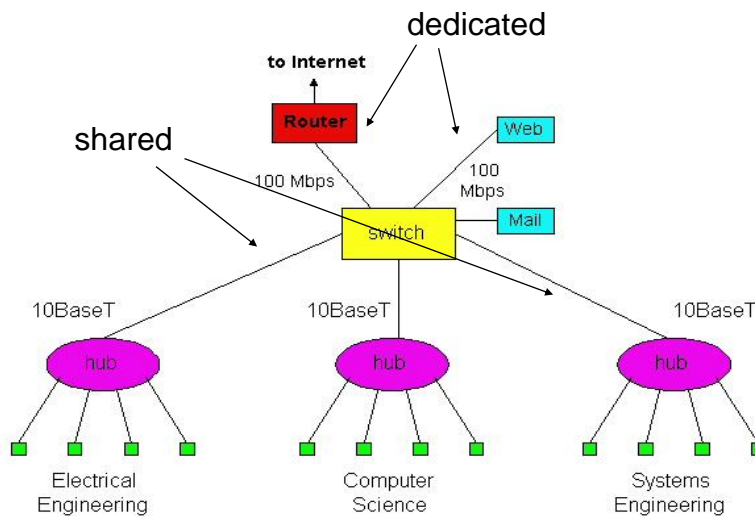 dedicated
to Internet
Router
Web
shared
100 Mbps
100
Mbps
Mail
switch
10BaseT
10BaseT
10BaseT
hub
hub
hub
Electrical
Engineering
Computer
Science
Systems
Engineering